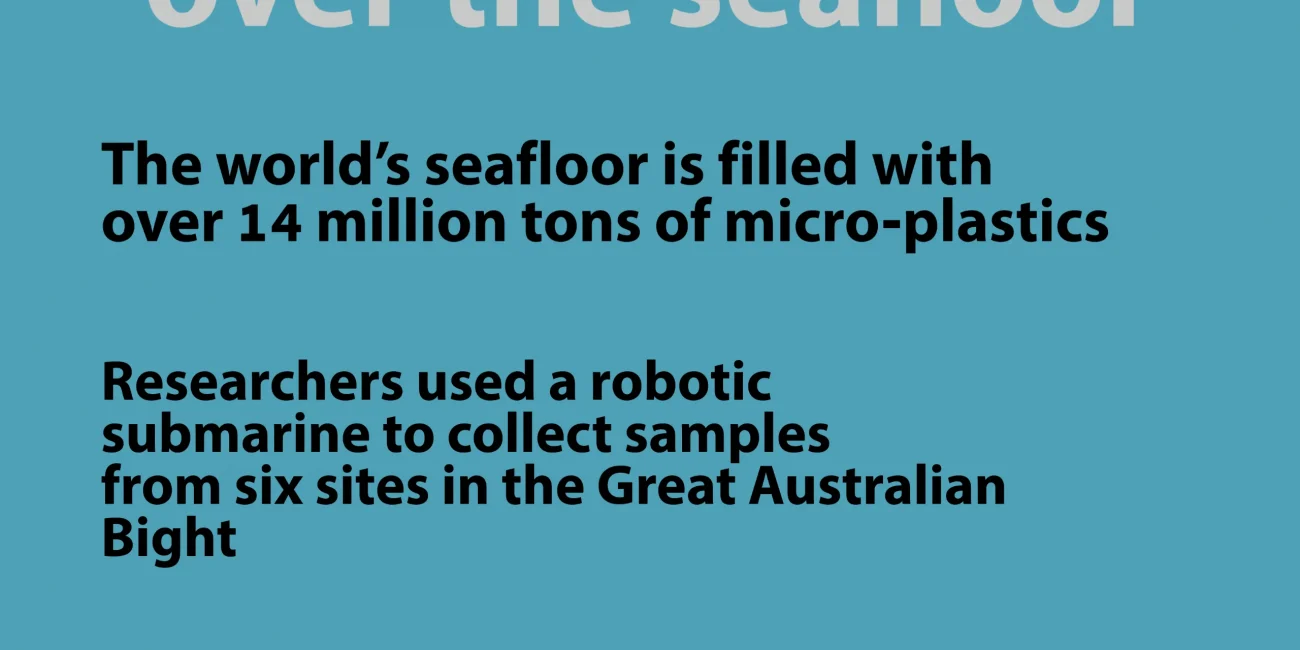 over the seafloor
The world’s seafloor is filled with
over 14 million tons of micro-plastics
Researchers used a robotic
submarine to collect samples
from six sites in the Great Australian
Bight